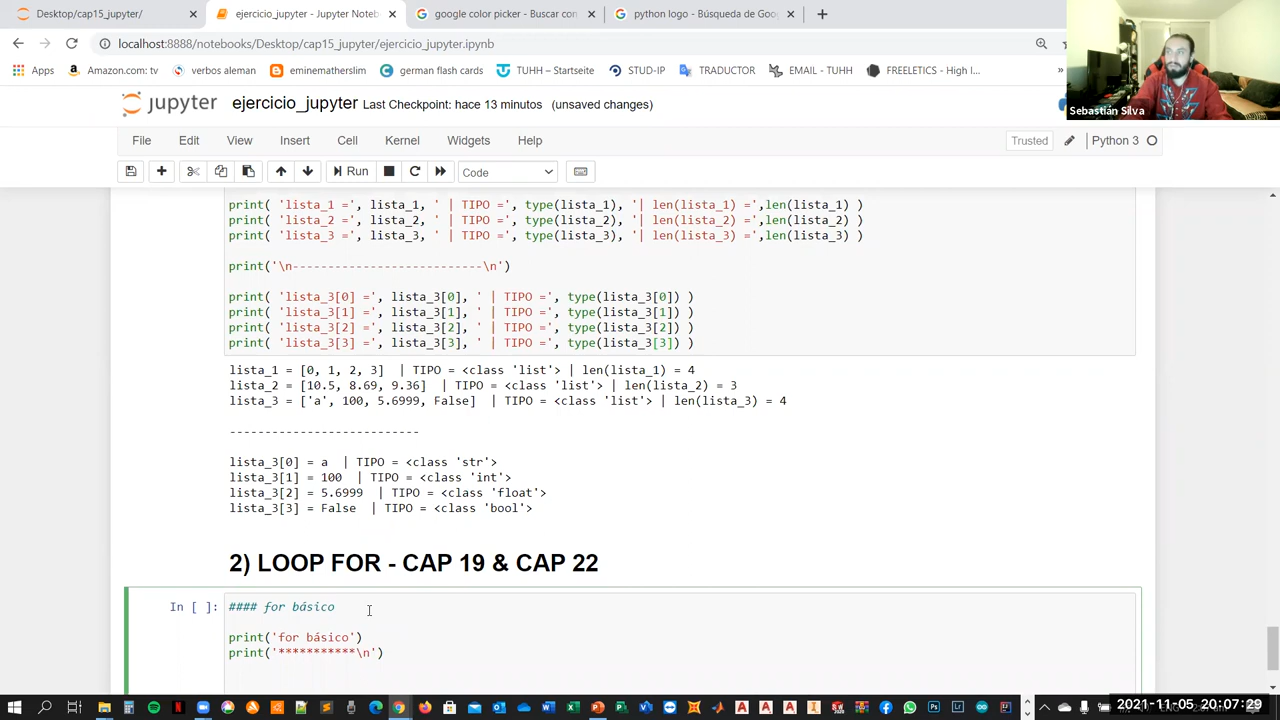 Desktop/cap15_jupyter/
ejercicio_jupyter - Jupyter Noteb
google color picker - Buscar con
python logo - Búsqueda de Goo
localhost:8888/notebooks/Desktop/cap15_jupyter/ejercicio_jupyter.ipynb
Apps
Amazon.com: tv
verbos aleman
eminematherslim
german flash cards
TUHH – Startseite
STUD-IP
TRADUCTOR
EMAIL - TUHH
FREELETICS - High I...
»
Sebastián Silva
jupyter ejercicio_jupyter Last Checkpoint: hace 13 minutos (unsaved changes)
File Edit View Insert Cell Kernel Widgets Help
Trusted
Python 3
Run
Code
print( 'lista_1 =', lista_1, ' | TIPO =', type(lista_1), '| len(lista_1) =',len(lista_1) )
print( 'lista_2 =', lista_2, ' | TIPO =', type(lista_2), '| len(lista_2) =',len(lista_2) )
print( 'lista_3 =', lista_3, ' | TIPO =', type(lista_3), '| len(lista_3) =',len(lista_3) )
print('\n---------------------------\n')
print( 'lista_3[0] =', lista_3[0], ' | TIPO =', type(lista_3[0]) )
print( 'lista_3[1] =', lista_3[1], ' | TIPO =', type(lista_3[1]) )
print( 'lista_3[2] =', lista_3[2], ' | TIPO =', type(lista_3[2]) )
print( 'lista_3[3] =', lista_3[3], ' | TIPO =', type(lista_3[3]) )
lista_1 = [0, 1, 2, 3]  | TIPO = <class 'list'> | len(lista_1) = 4
lista_2 = [10.5, 8.69, 9.36]  | TIPO = <class 'list'> | len(lista_2) = 3
lista_3 = ['a', 100, 5.6999, False]  | TIPO = <class 'list'> | len(lista_3) = 4
---------------------------
lista_3[0] = a  | TIPO = <class 'str'>
lista_3[1] = 100  | TIPO = <class 'int'>
lista_3[2] = 5.6999  | TIPO = <class 'float'>
lista_3[3] = False  | TIPO = <class 'bool'>
2) LOOP FOR - CAP 19 & CAP 22
In [ ]:
#### for básico
print('for básico')
print('***********\n')
2021-11-05 20:07:29